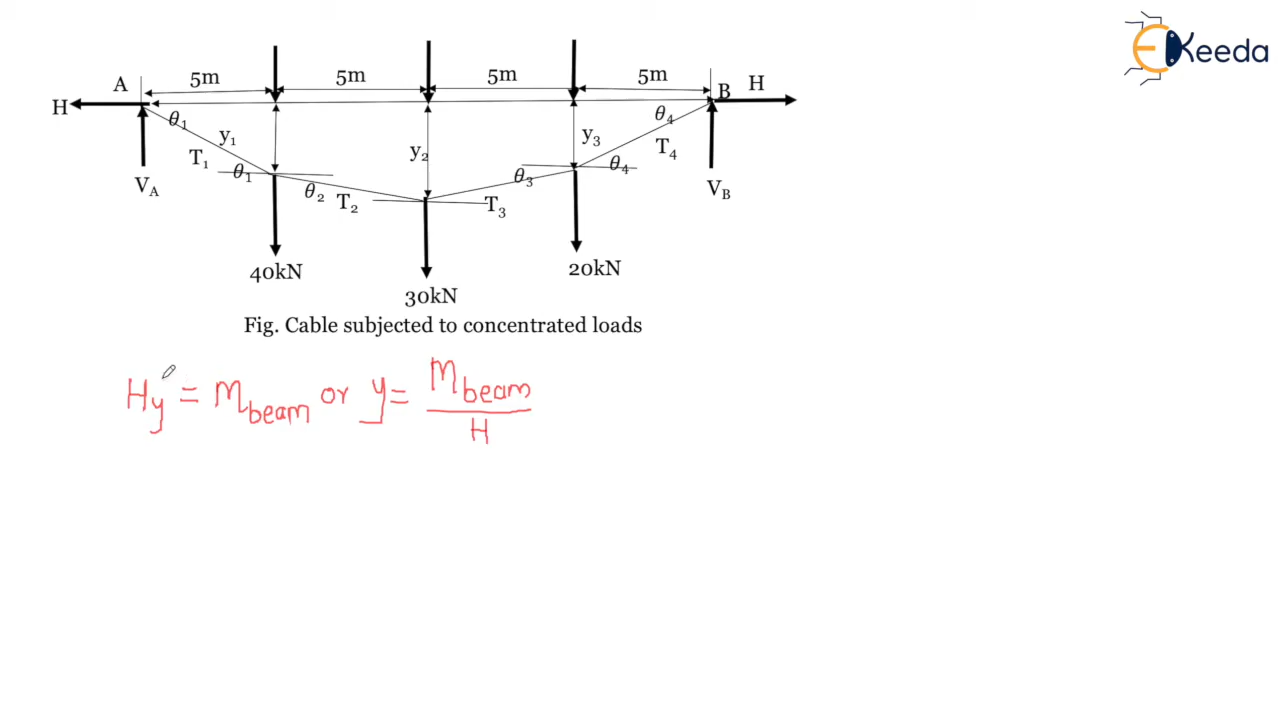 EKeeda
A 5m 5m 5m 5m B H
H
θ1 y1 y2 y3 θ4
T1 θ1 θ2 T2 T3 θ3 θ4 T4
VA VB
40kN 20kN
30kN
Fig. Cable subjected to concentrated loads
Hy = Mbeam or y = Mbeam / H